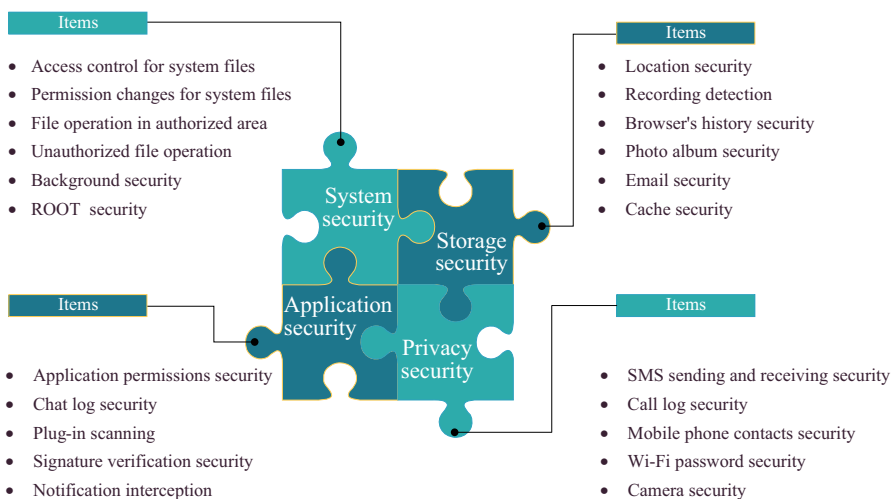 Items
Access control for system files
Permission changes for system files
File operation in authorized area
Unauthorized file operation
Background security
ROOT security
Items
Location security
Recording detection
Browser's history security
Photo album security
Email security
Cache security
System
security
Storage
security
Application
security
Privacy
security
Items
Application permissions security
Chat log security
Plug-in scanning
Signature verification security
Notification interception
Items
SMS sending and receiving security
Call log security
Mobile phone contacts security
Wi-Fi password security
Camera security